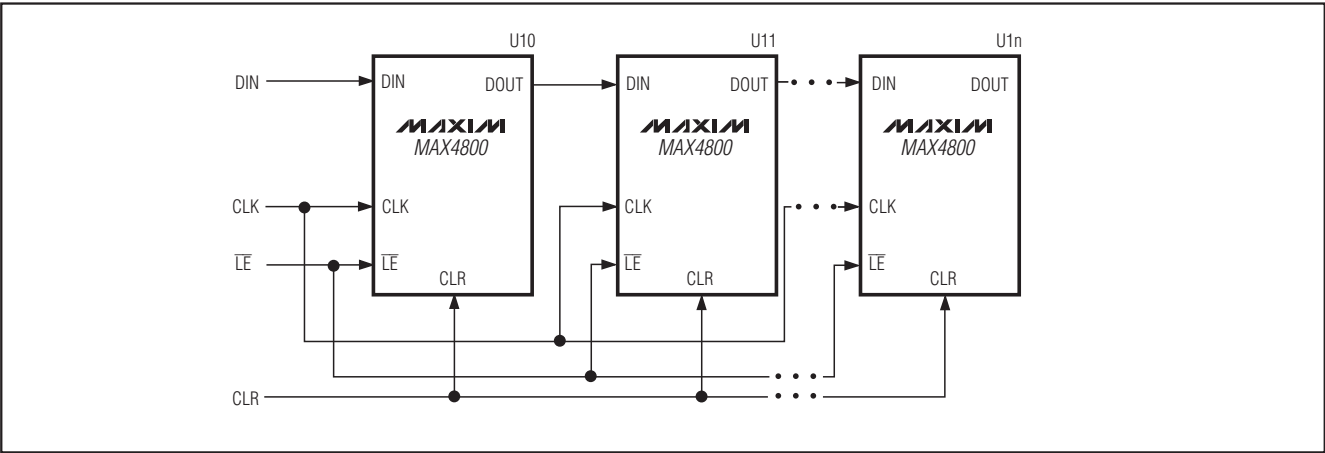 U10
U11
U1n
DIN
DIN
DOUT
DIN
DOUT
DIN
DOUT
MAXIM
MAX4800
MAXIM
MAX4800
MAXIM
MAX4800
CLK
CLK
CLK
CLK
LE
LE
LE
LE
CLR
CLR
CLR
CLR